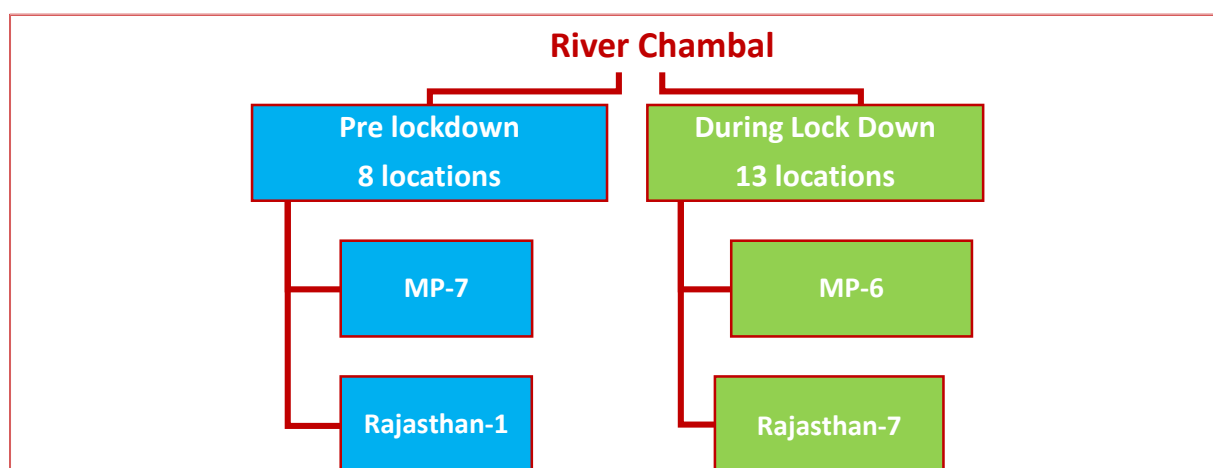 River Chambal
Pre lockdown
8 locations
During Lock Down
13 locations
MP-7
MP-6
Rajasthan-1
Rajasthan-7